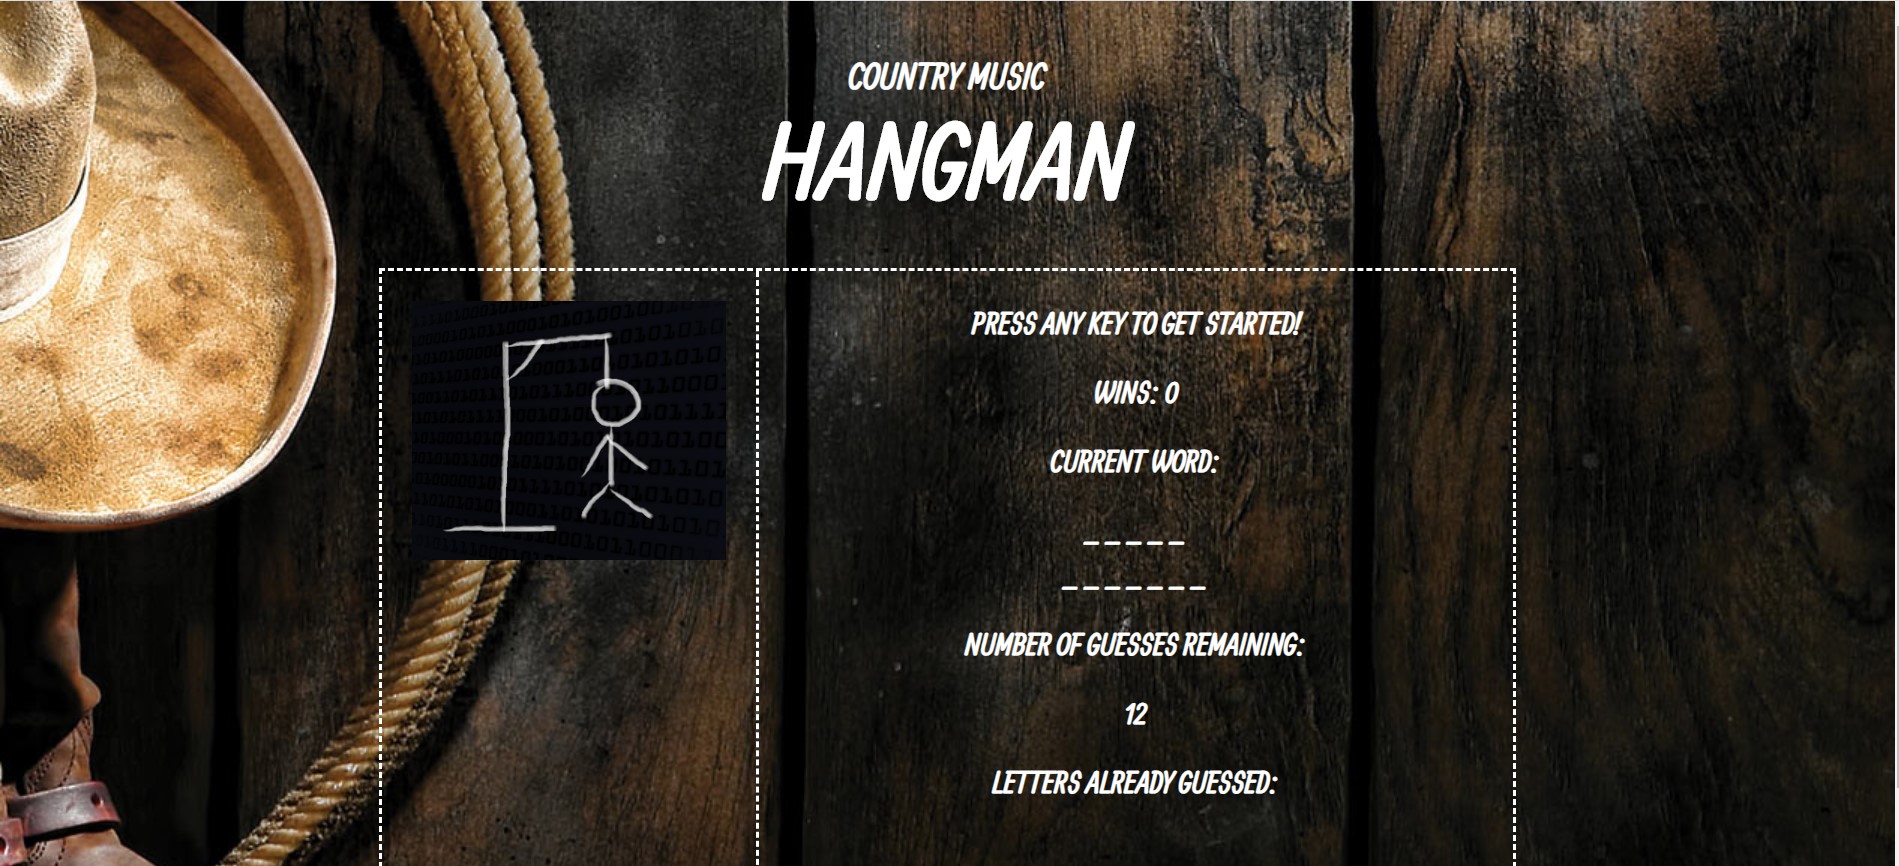 COUNTRY MUSIC
HANGMAN
PRESS ANY KEY TO GET STARTED!
WINS: 0
CURRENT WORD:
_ _ _ _ _
_ _ _ _ _ _ _
NUMBER OF GUESSES REMAINING:
12
LETTERS ALREADY GUESSED: